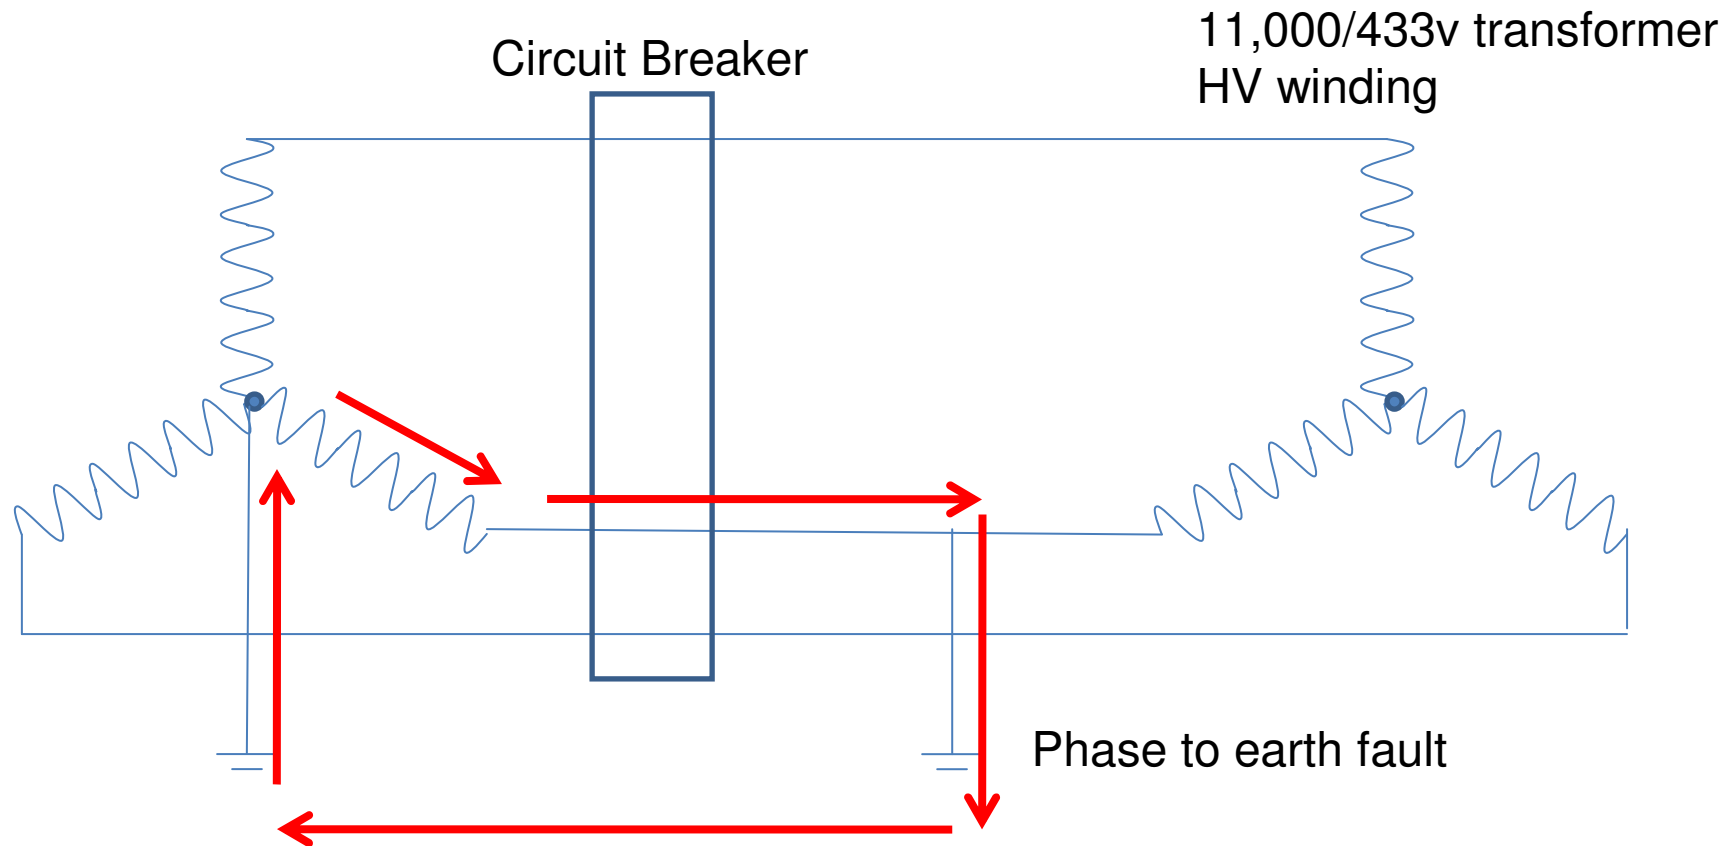 11,000/433v transformer
HV winding
Circuit Breaker
Phase to earth fault